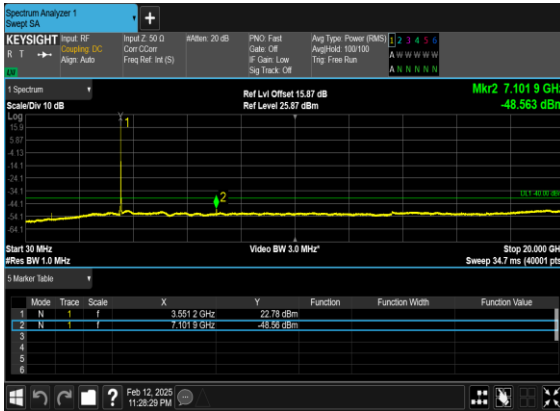 Spectrum Analyzer 1
Swept SA
+
KEYSIGHT
R T
LXI
Input: RF
Coupling: DC
Align: Auto
Input Z: 50 Ω
Corr CCorr
Freq Ref: Int (S)
#Atten: 20 dB
PNO: Fast
Gate: Off
IF Gain: Low
Sig Track: Off
Avg Type: Power (RMS)
Avg|Hold: 100/100
Trig: Free Run
1 2 3 4 5 6
A W W W W W
A N N N N N
1 Spectrum
Scale/Div 10 dB
Ref Lvl Offset 15.87 dB
Ref Level 25.87 dBm
Mkr2 7.101 9 GHz
-48.563 dBm
Log
15.9
5.87
-4.13
-14.1
-24.1
-34.1
-44.1
-54.1
-64.1
1
2
DL1 -40.00 dBm
Start 30 MHz
#Res BW 1.0 MHz
Video BW 3.0 MHz*
Stop 20.000 GHz
Sweep 34.7 ms (40001 pts)
5 Marker Table
Mode Trace Scale X Y Function Function Width Function Value
1 N 1 f 3.551 2 GHz 22.78 dBm
2 N 1 f 7.101 9 GHz -48.56 dBm
3
4
5
6
?
Feb 12, 2025
11:28:29 PM